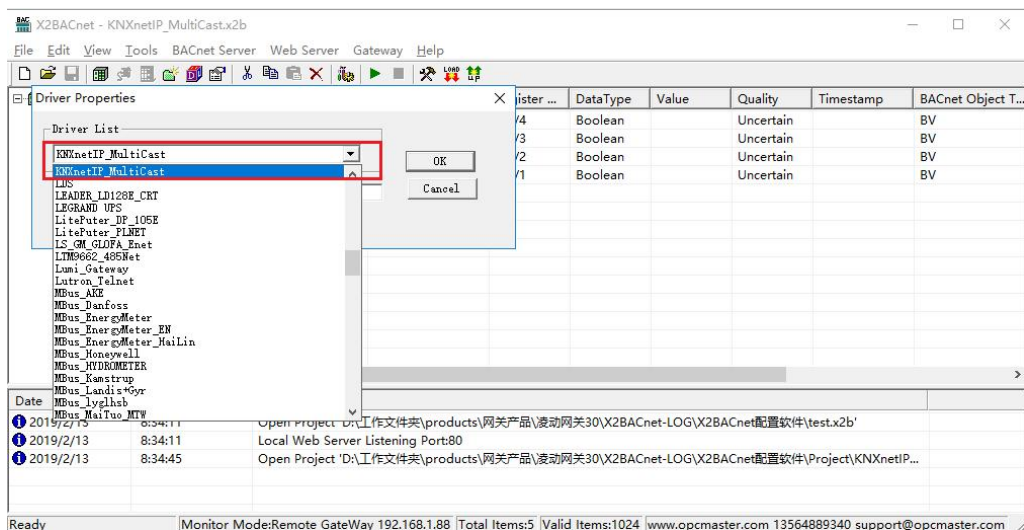 X2BACnet - KNXnetIP_MultiCast.x2b
File Edit View Tools BACnet Server Web Server Gateway Help
Driver Properties
Driver List
KNXnetIP_MultiCast
OK
Cancel
KNXnetIP_MultiCast
LDS
LEADER_LD128E_CRT
LEGRAND UPS
LitePuter_DP_105E
LitePuter_PLNET
LS_GM_GLOFA_Enet
LTM9662_485Net
Lumi_Gateway
Lutron_Telnet
MBus_AKE
MBus_Danfoss
MBus_EnergyMeter
MBus_EnergyMeter_EN
MBus_EnergyMeter_HaiLin
MBus_Honeywell
MBus_HYDROMETER
MBus_Kamstrup
MBus_Landis+Gyr
MBus_lyglhsb
MBus_MaiTuo_MTW
ister ... DataType Value Quality Timestamp BACnet Object T...
/4 Boolean Uncertain BV
/3 Boolean Uncertain BV
/2 Boolean Uncertain BV
/1 Boolean Uncertain BV
Date
2019/2/13 8:34:11 Open Project 'D:\工作文件夹\products\网关产品\凌动网关30\X2BACnet-LOG\X2BACnet配置软件\test.x2b'
2019/2/13 8:34:11 Local Web Server Listening Port:80
2019/2/13 8:34:45 Open Project 'D:\工作文件夹\products\网关产品\凌动网关30\X2BACnet-LOG\X2BACnet配置软件\Project\KNXnetIP...
Ready Monitor Mode:Remote GateWay 192.168.1.88 Total Items:5 Valid Items:1024 www.opcmaster.com 13564889340 support@opcmaster.com